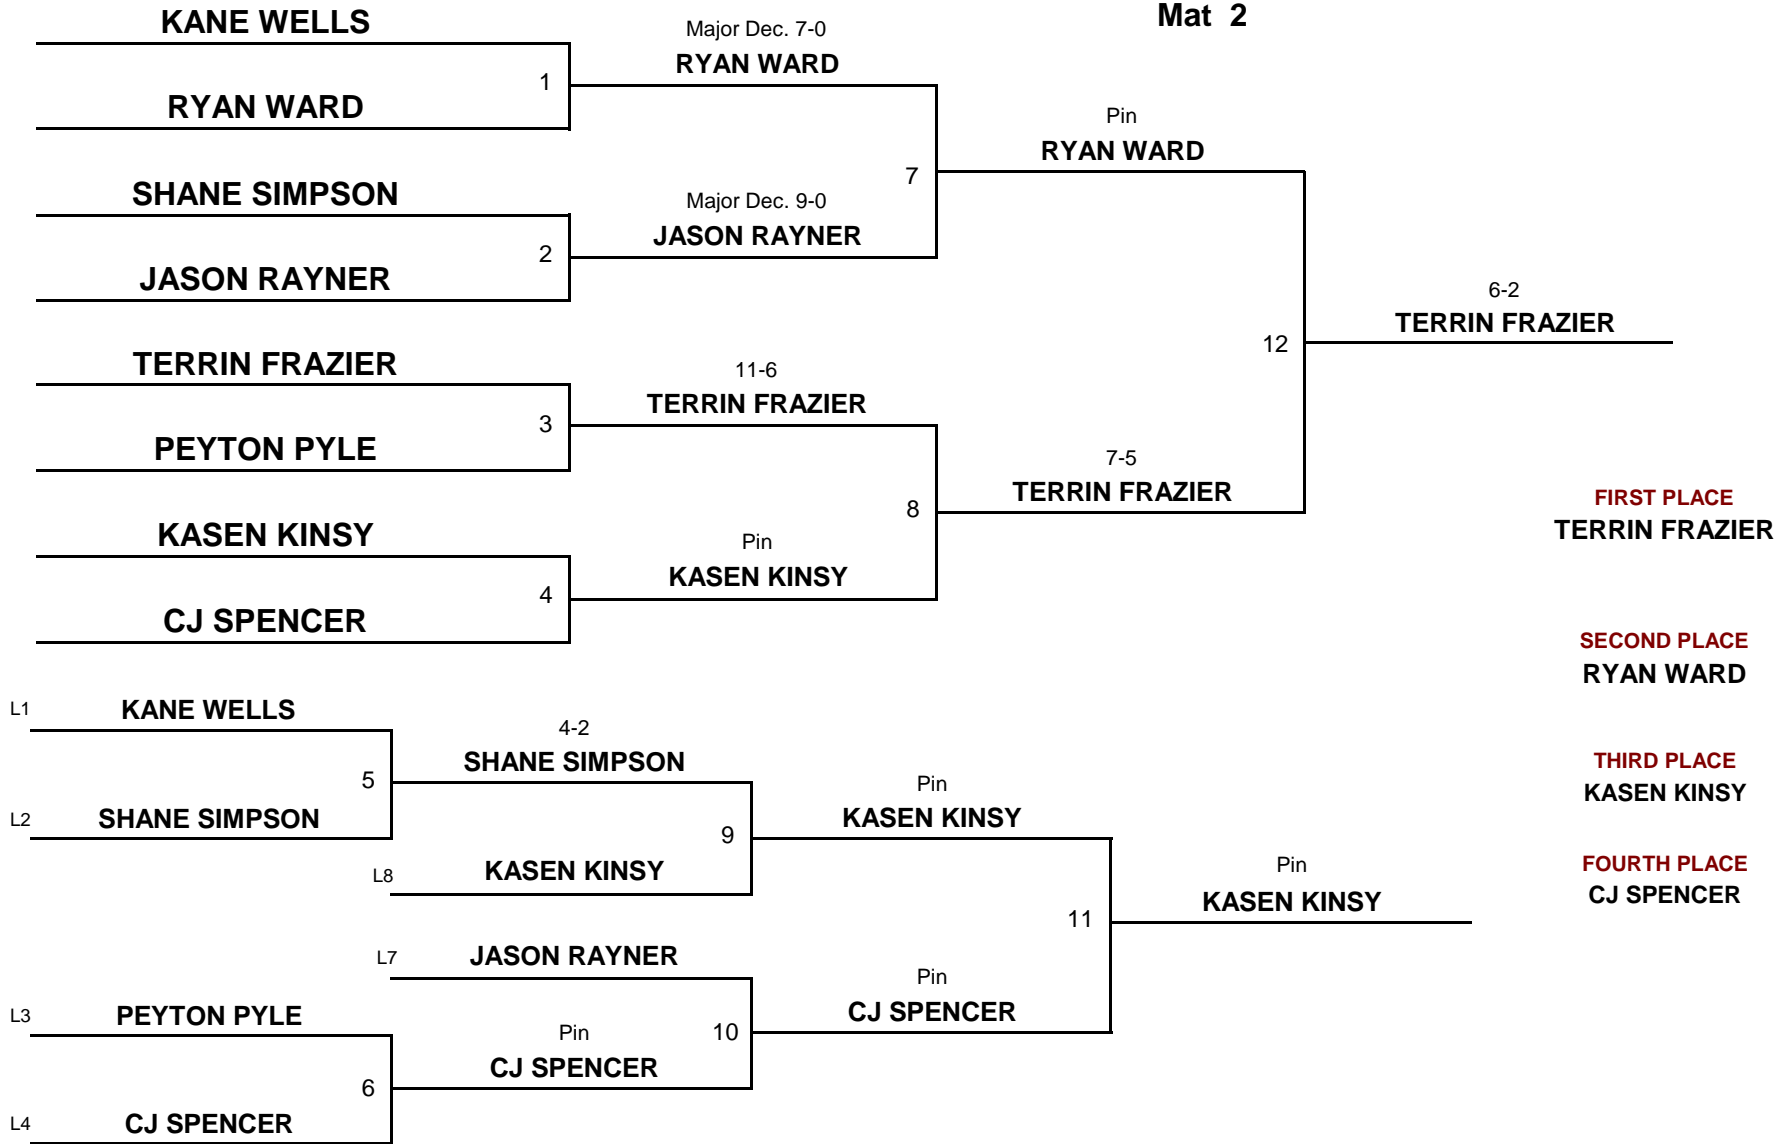 Mat 2
KANE WELLS
RYAN WARD
1
Major Dec. 7-0
RYAN WARD
SHANE SIMPSON
JASON RAYNER
2
Major Dec. 9-0
JASON RAYNER
7
Pin
RYAN WARD
TERRIN FRAZIER
PEYTON PYLE
3
11-6
TERRIN FRAZIER
KASEN KINSY
CJ SPENCER
4
Pin
KASEN KINSY
8
7-5
TERRIN FRAZIER
12
6-2
TERRIN FRAZIER
FIRST PLACE
TERRIN FRAZIER
SECOND PLACE
RYAN WARD
THIRD PLACE
KASEN KINSY
FOURTH PLACE
CJ SPENCER
L1
KANE WELLS
L2
SHANE SIMPSON
5
4-2
SHANE SIMPSON
L8
KASEN KINSY
9
Pin
KASEN KINSY
L7
JASON RAYNER
L3
PEYTON PYLE
L4
CJ SPENCER
6
Pin
CJ SPENCER
10
Pin
CJ SPENCER
11
Pin
KASEN KINSY